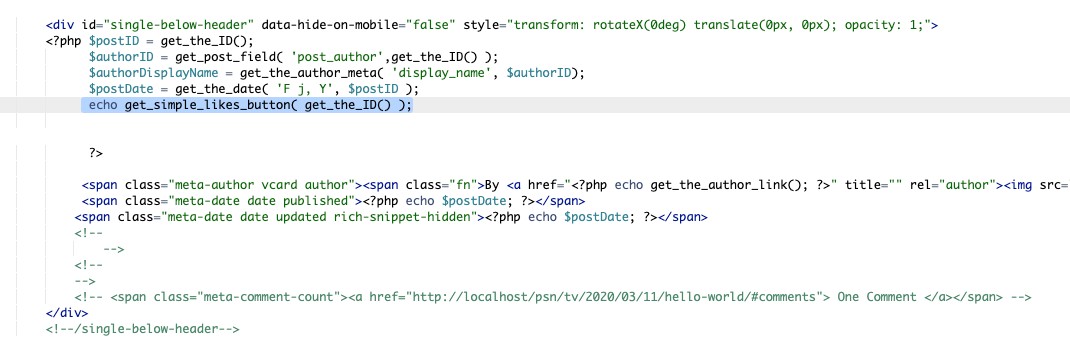 <div id="single-below-header" data-hide-on-mobile="false" style="transform: rotateX(0deg) translate(0px, 0px); opacity: 1;">
<?php $postID = get_the_ID();
$authorID = get_post_field( 'post_author',get_the_ID() );
$authorDisplayName = get_the_author_meta( 'display_name', $authorID);
$postDate = get_the_date( 'F j, Y', $postID );
echo get_simple_likes_button( get_the_ID() );
?>
<span class="meta-author vcard author"><span class="fn">By <a href="<?php echo get_the_author_link(); ?>" title="" rel="author"><img src=
<span class="meta-date date published"><?php echo $postDate; ?></span>
<span class="meta-date date updated rich-snippet-hidden"><?php echo $postDate; ?></span>
<!--
-->
<!--
-->
<!-- <span class="meta-comment-count"><a href="http://localhost/psn/tv/2020/03/11/hello-world/#comments"> One Comment </a></span> -->
</div>
<!--/single-below-header-->